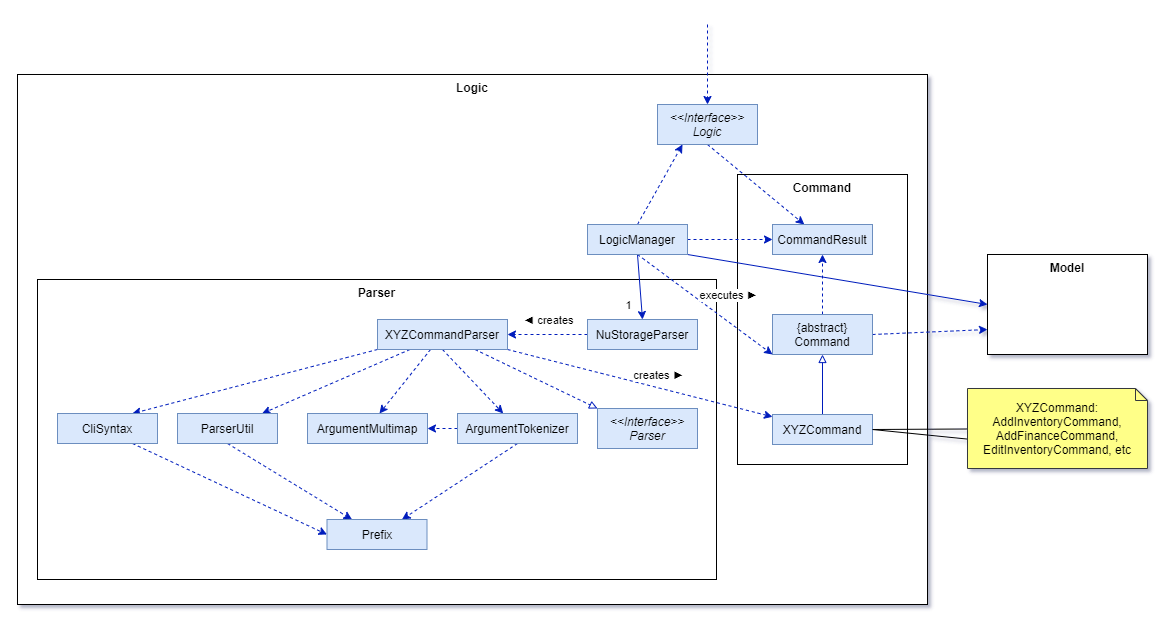 Logic
<<Interface>>
Logic
Command
LogicManager
CommandResult
Model
Parser
executes ►
1
◄ creates
XYZCommandParser
NuStorageParser
{abstract}
Command
creates ►
CliSyntax
ParserUtil
ArgumentMultimap
ArgumentTokenizer
<<Interface>>
Parser
XYZCommand
XYZCommand:
AddInventoryCommand,
AddFinanceCommand,
EditInventoryCommand, etc
Prefix